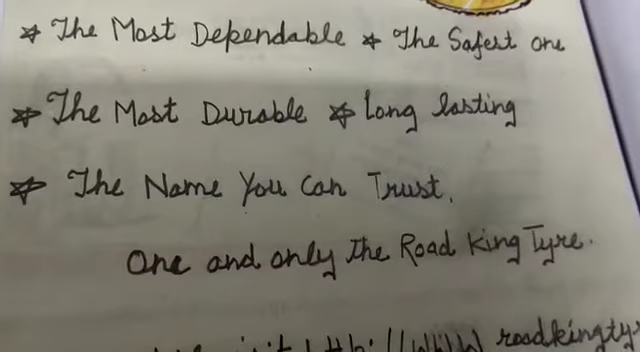 ☆ The Most Dependable ☆ The Safest one
☆ The Most Durable ☆ Long lasting
☆ The Name You Can Trust.
One and only the Road King Tyre.
roadkingty